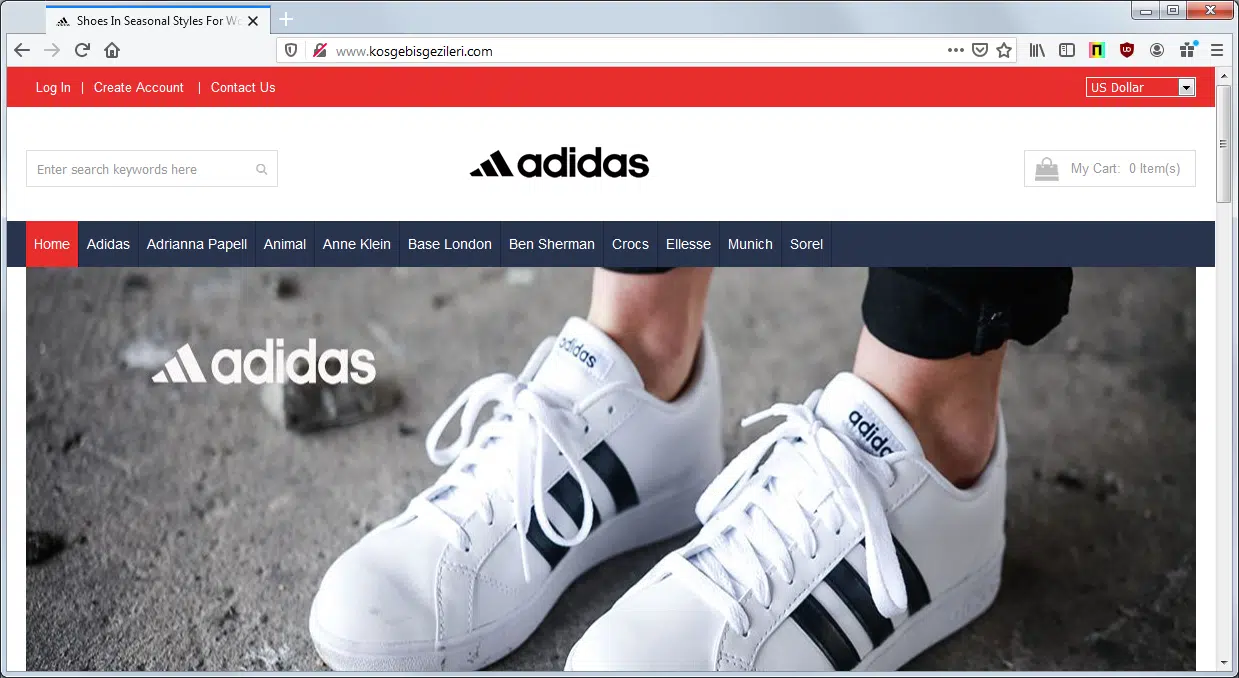 Shoes In Seasonal Styles For Wo
www.kosgebisgezileri.com
Log In | Create Account | Contact Us
US Dollar
Enter search keywords here
adidas
My Cart: 0 Item(s)
Home Adidas Adrianna Papell Animal Anne Klein Base London Ben Sherman Crocs Ellesse Munich Sorel
adidas
adidas
adidas